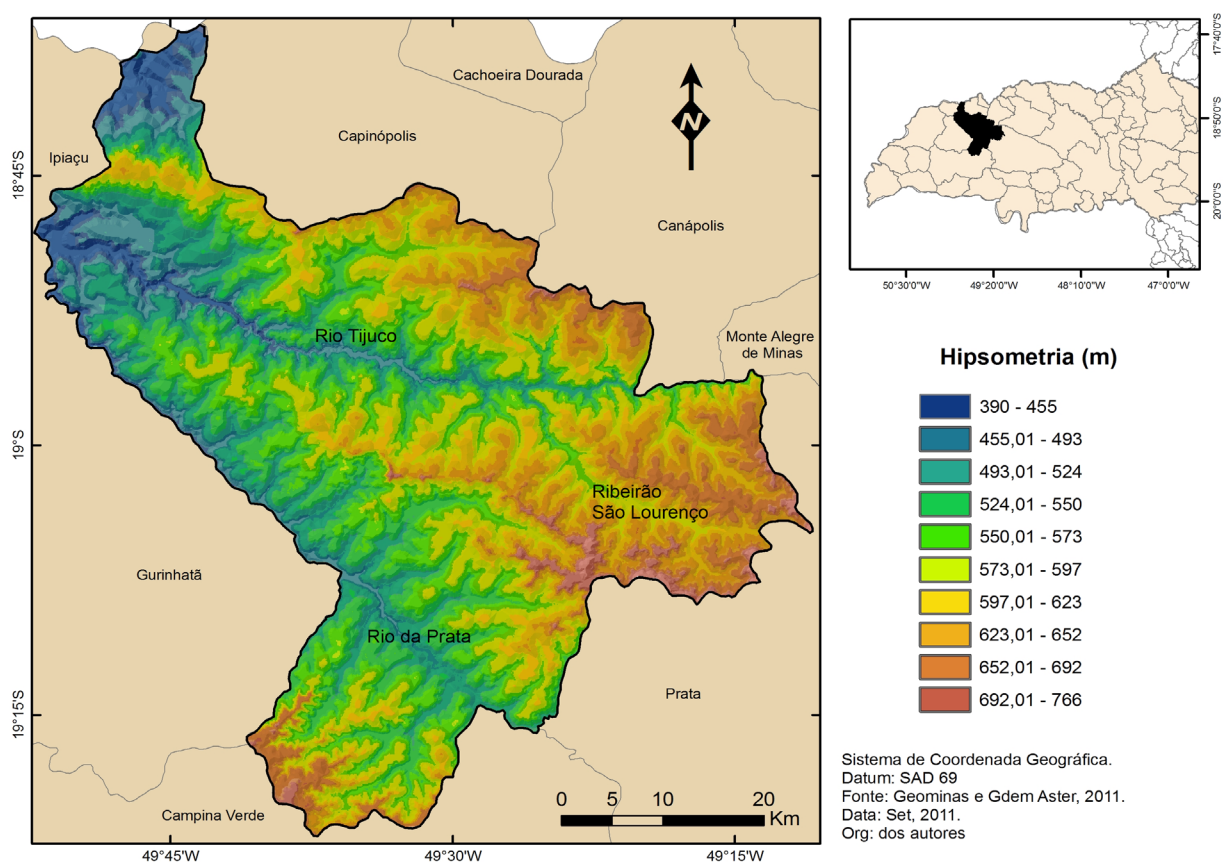 Cachoeira Dourada
Capinópolis
Ipiaçu
Canápolis
Monte Alegre
de Minas
Rio Tijuco
Ribeirão
São Lourenço
Gurinhatã
Rio da Prata
Prata
Campina Verde
N
0 5 10 20
Km
18°45'S
19°S
19°15'S
49°45'W
49°30'W
49°15'W
17°40'0"S
18°50'0"S
20°0'0"S
50°30'0"W
49°20'0"W
48°10'0"W
47°0'0"W
Hipsometria (m)
390 - 455
455,01 - 493
493,01 - 524
524,01 - 550
550,01 - 573
573,01 - 597
597,01 - 623
623,01 - 652
652,01 - 692
692,01 - 766
Sistema de Coordenada Geográfica.
Datum: SAD 69
Fonte: Geominas e Gdem Aster, 2011.
Data: Set, 2011.
Org: dos autores